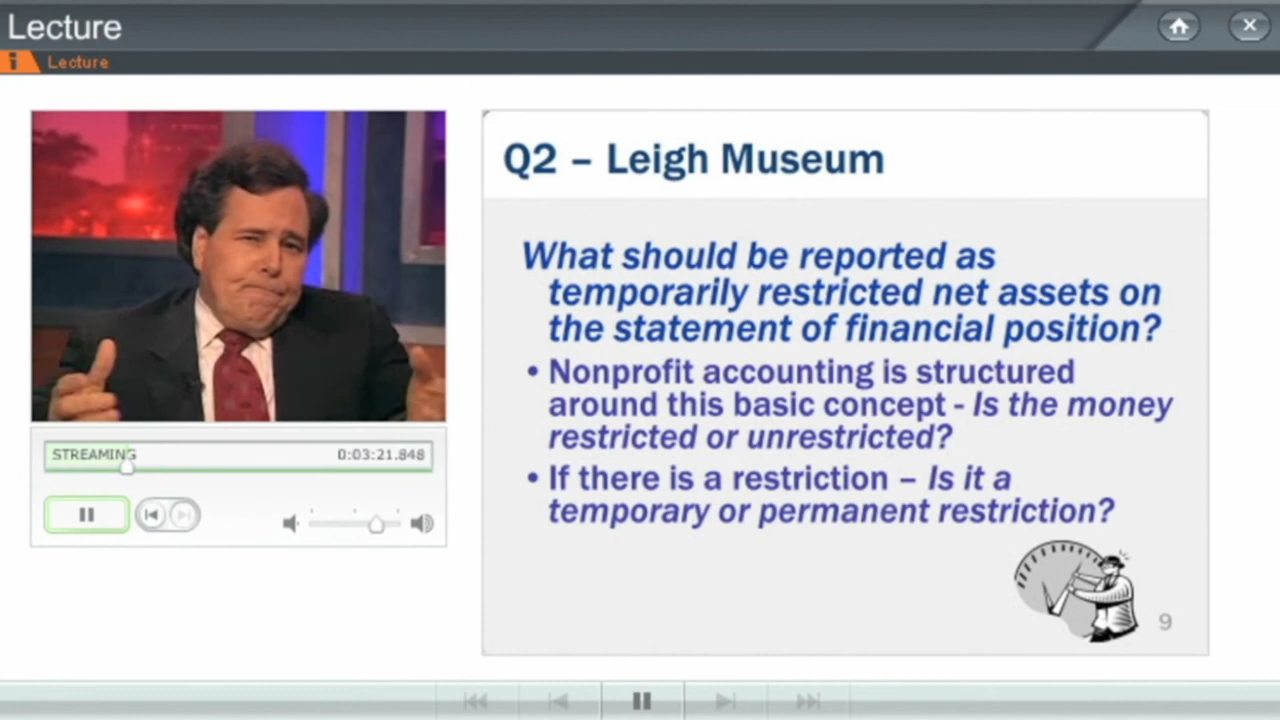 Lecture
i Lecture
Q2 – Leigh Museum
What should be reported as
temporarily restricted net assets on
the statement of financial position?
• Nonprofit accounting is structured
around this basic concept - Is the money
restricted or unrestricted?
• If there is a restriction – Is it a
temporary or permanent restriction?
STREAMING 0:03:21.848
9